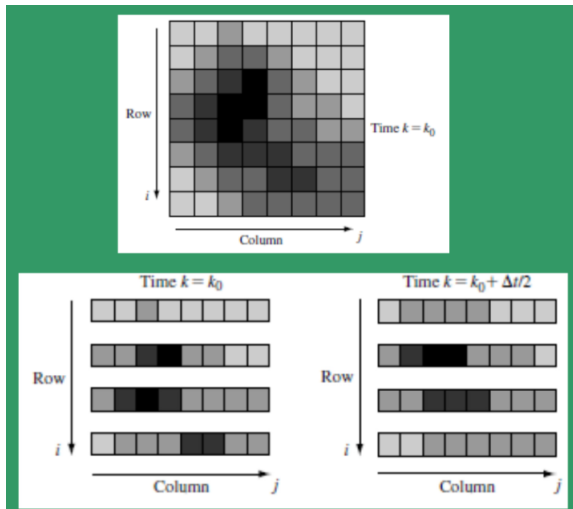 Row
Time k = k₀
i
Column
j
Time k = k₀
Time k = k₀ + Δt/2
Row
Row
i
i
Column
j
Column
j